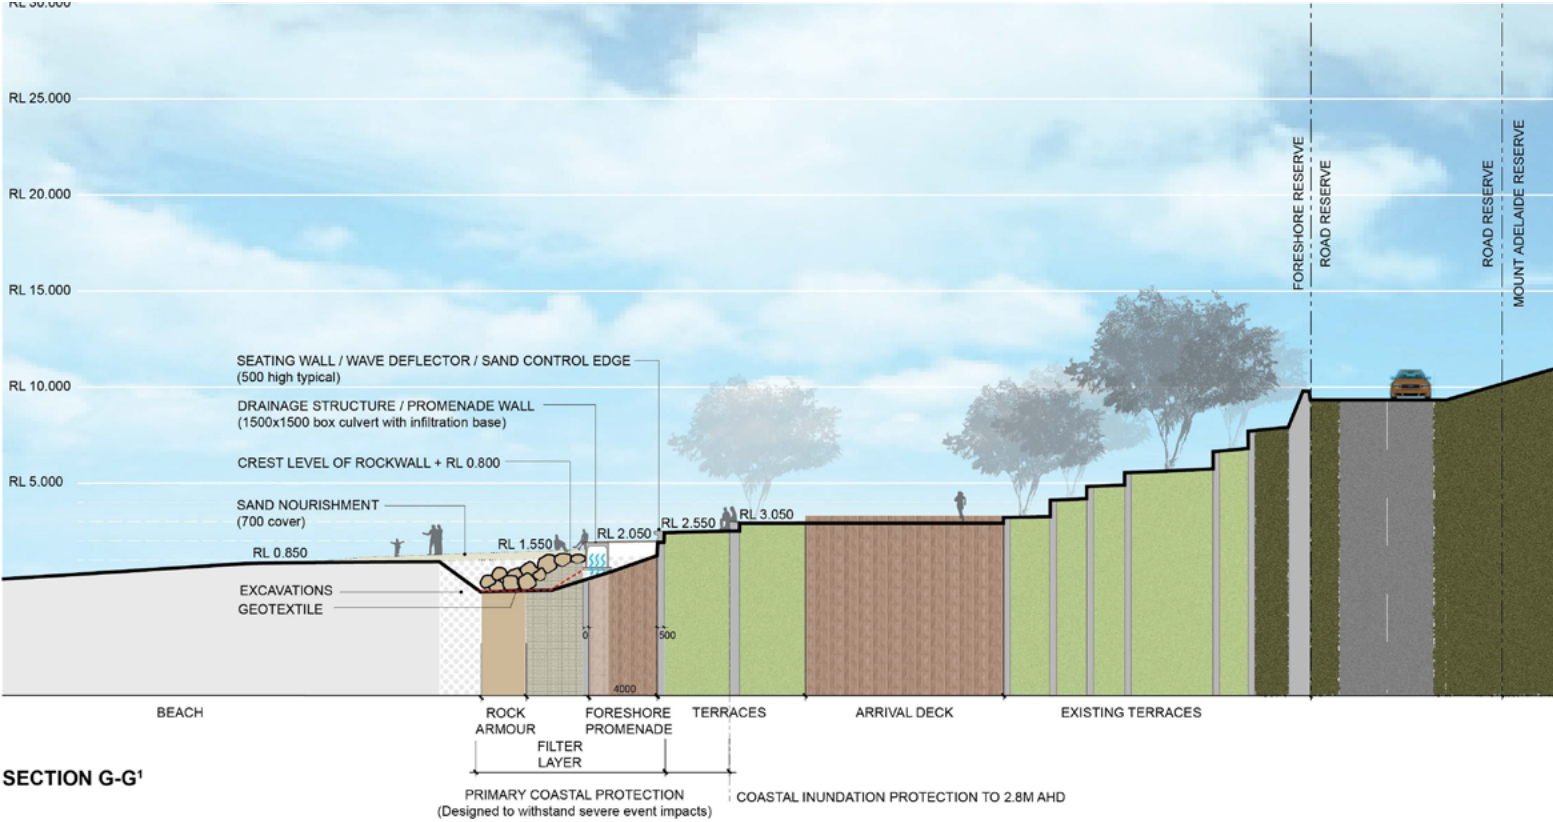 RL 30.000
RL 25.000
RL 20.000
RL 15.000
RL 10.000
RL 5.000
FORESHORE RESERVE
ROAD RESERVE
ROAD RESERVE
MOUNT ADELAIDE RESERVE
SEATING WALL / WAVE DEFLECTOR / SAND CONTROL EDGE
(500 high typical)
DRAINAGE STRUCTURE / PROMENADE WALL
(1500x1500 box culvert with infiltration base)
CREST LEVEL OF ROCKWALL + RL 0.800
SAND NOURISHMENT
(700 cover)
RL 0.850
RL 1.550
RL 2.050
RL 2.550
RL 3.050
EXCAVATIONS
GEOTEXTILE
0
500
4000
BEACH
ROCK
ARMOUR
FILTER
LAYER
FORESHORE
PROMENADE
TERRACES
ARRIVAL DECK
EXISTING TERRACES
SECTION G-G¹
PRIMARY COASTAL PROTECTION
(Designed to withstand severe event impacts)
COASTAL INUNDATION PROTECTION TO 2.8M AHD